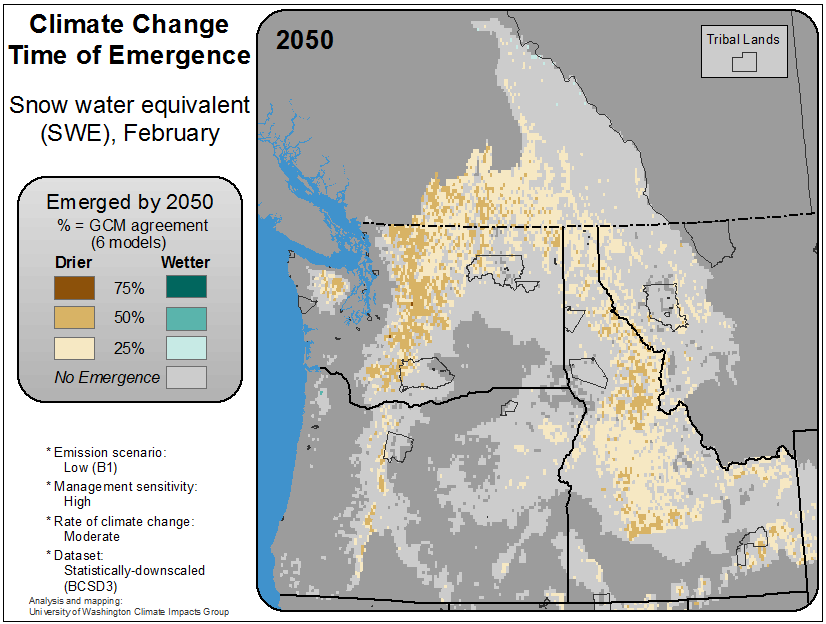 Climate Change
Time of Emergence
Snow water equivalent
(SWE), February
Emerged by 2050
% = GCM agreement
(6 models)
Drier Wetter
75%
50%
25%
No Emergence
* Emission scenario:
Low (B1)
* Management sensitivity:
High
* Rate of climate change:
Moderate
* Dataset:
Statistically-downscaled
(BCSD3)
Analysis and mapping:
University of Washington Climate Impacts Group
2050
Tribal Lands